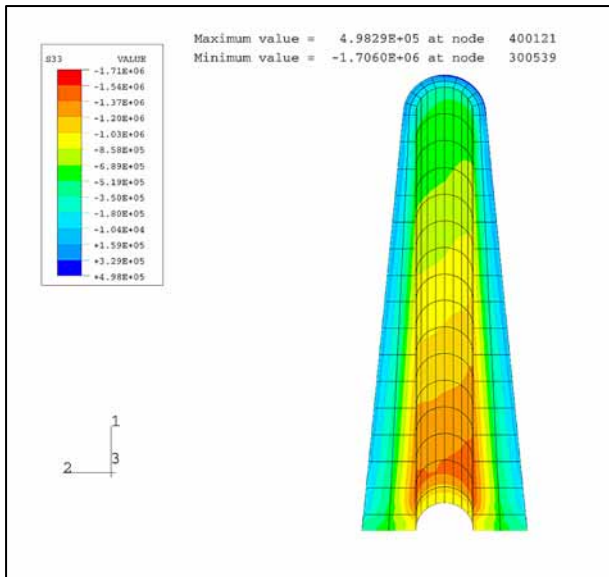 Maximum value = 4.9829E+05 at node 400121
Minimum value = -1.7060E+06 at node 300539
S33 VALUE
-1.71E+06
-1.54E+06
-1.37E+06
-1.20E+06
-1.03E+06
-8.58E+05
-6.89E+05
-5.19E+05
-3.50E+05
-1.80E+05
-1.04E+04
+1.59E+05
+3.29E+05
+4.98E+05
1
2 3